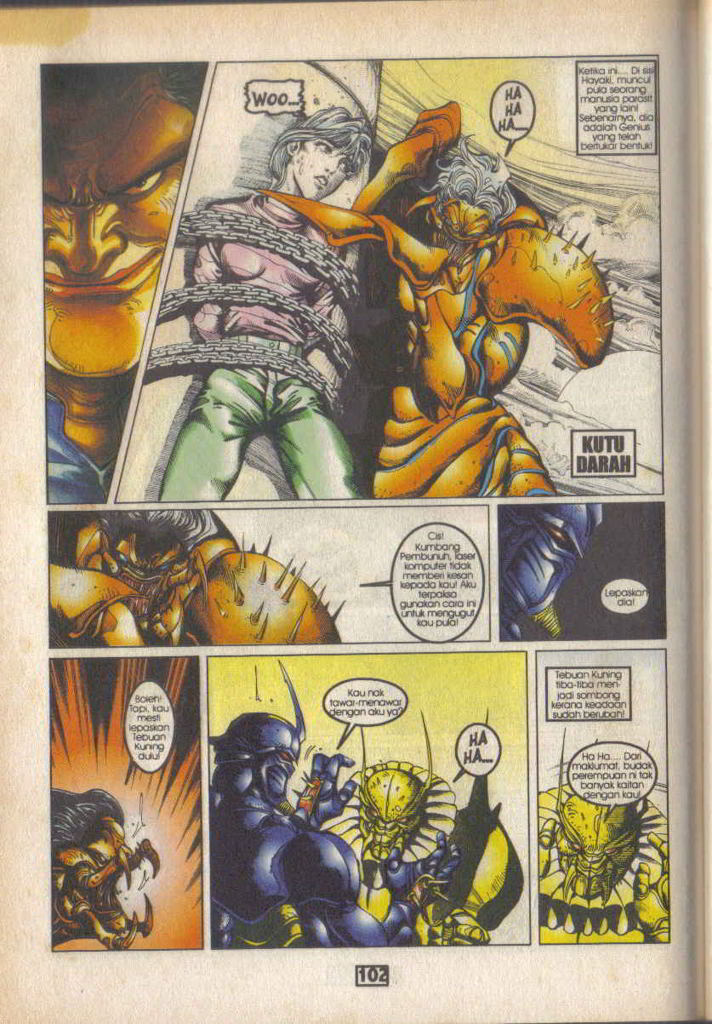 WOO...
HA
HA
HA...
Ketika ini.... Di sisi
Hayaki, muncul
pula seorang
manusia parasit
yang lain!
Sebenarnya, dia
adalah Genius
yang telah
bertukar bentuk!
KUTU
DARAH
Cis!
Kumbang
Pembunuh, laser
komputer tidak
memberi kesan
kepada kau! Aku
terpaksa
gunakan cara ini
untuk mengugut
kau pula!
Lepaskan
dia!
Boleh!
Tapi, kau
mesti
lepaskan
Tebuan
Kuning
dulu!
Kau nak
tawar-menawar
dengan aku ya?
HA
HA...
Tebuan Kuning
tiba-tiba men-
jadi sombong
kerana keadaan
sudah berubah!
Ha Ha.... Dari
maklumat, budak
perempuan ni tak
banyak kaitan
dengan kau!
102